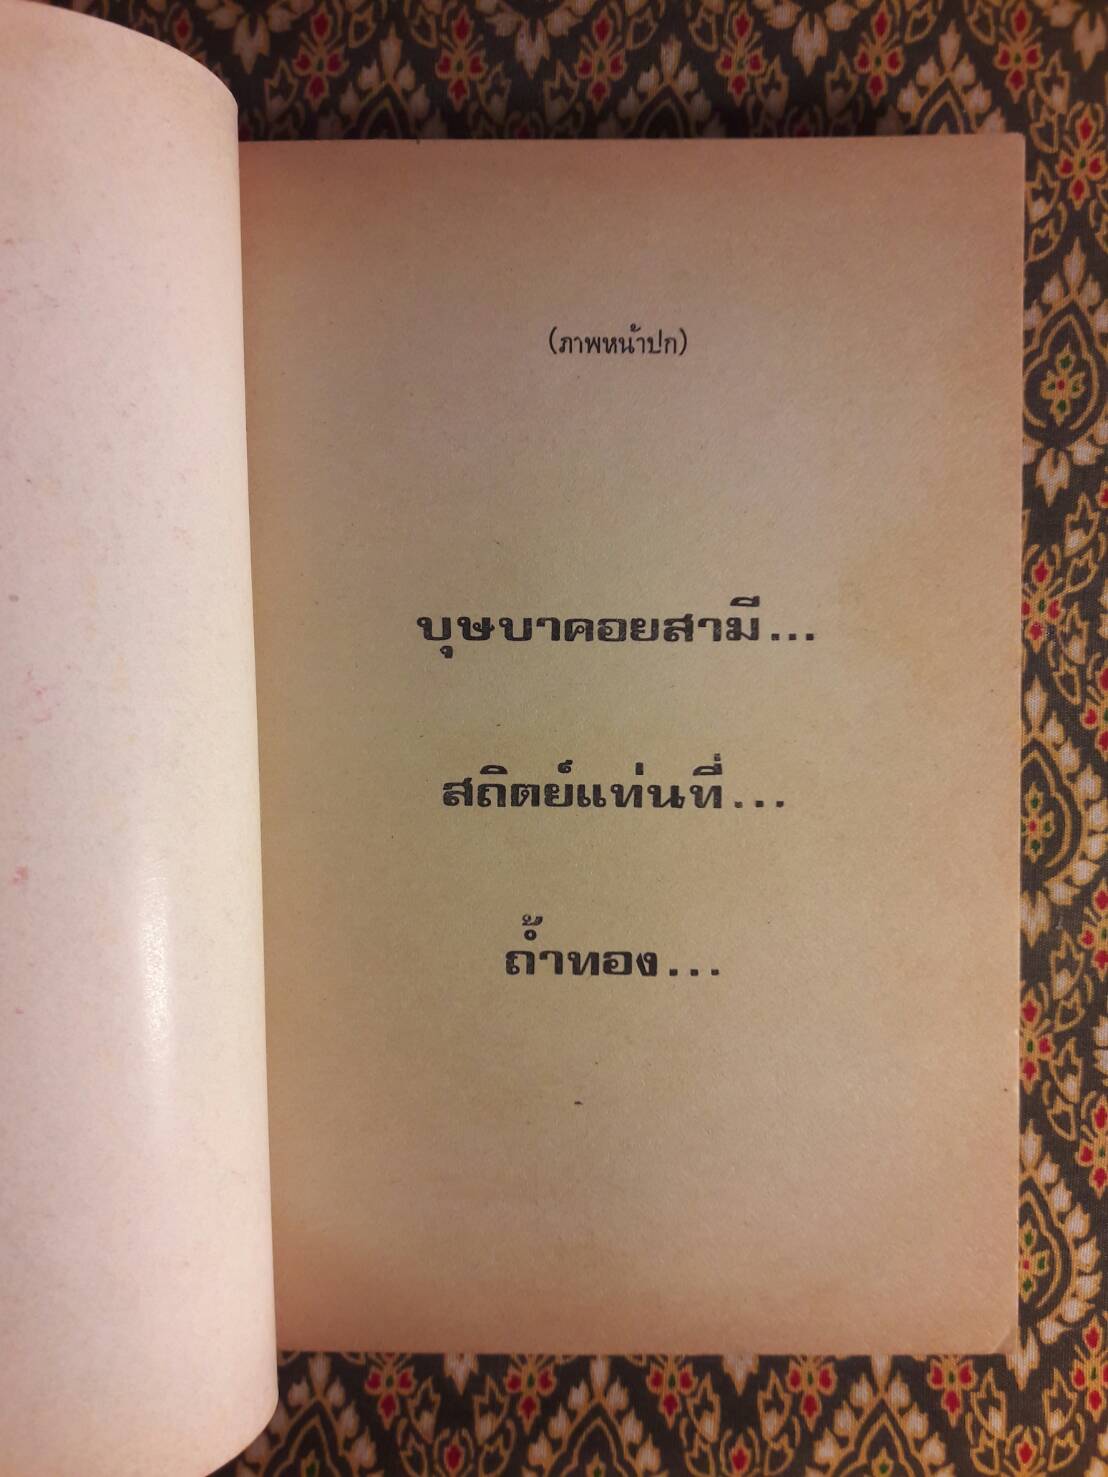 (ภาพหน้าปก)
บุษบาคอยสามี...
สถิตย์แท่นที่...
ถ้ำทอง...